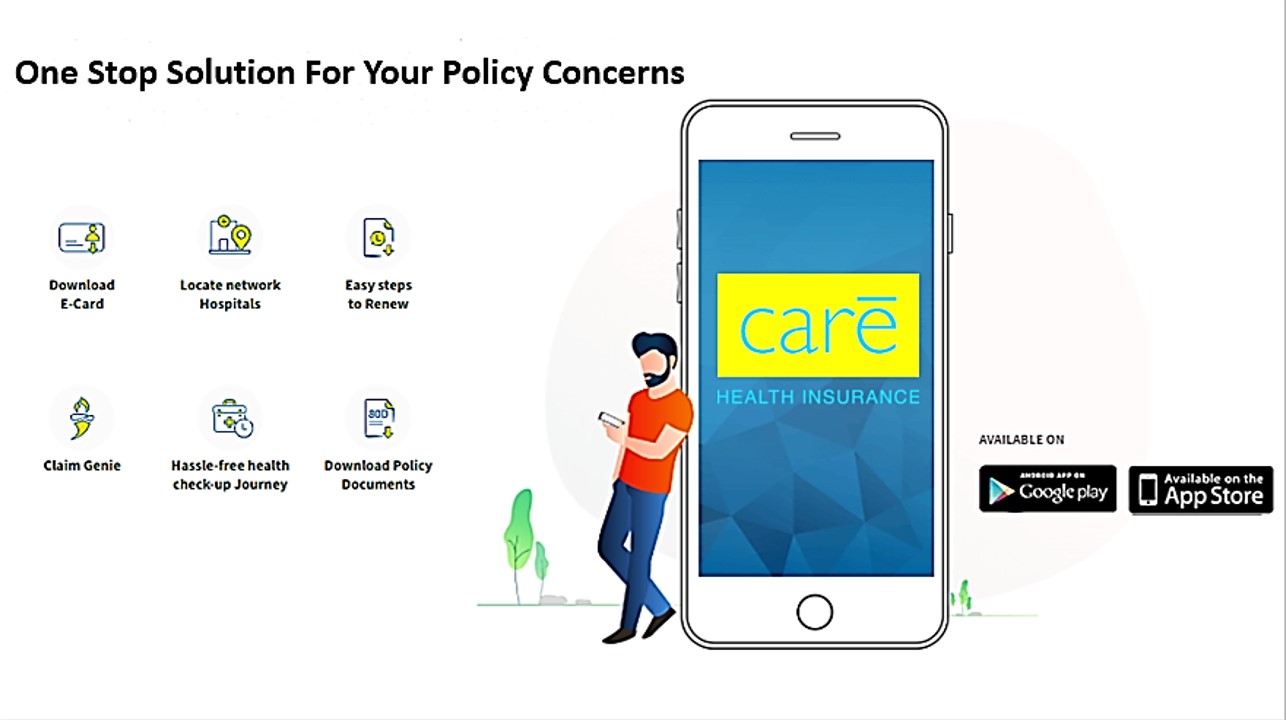 One Stop Solution For Your Policy Concerns
Download
E-Card
Locate network
Hospitals
Easy steps
to Renew
Claim Genie
Hassle-free health
check-up Journey
SOD
Download Policy
Documents
carē
HEALTH INSURANCE
AVAILABLE ON
ANDROID APP ON
Google play
Available on the
App Store